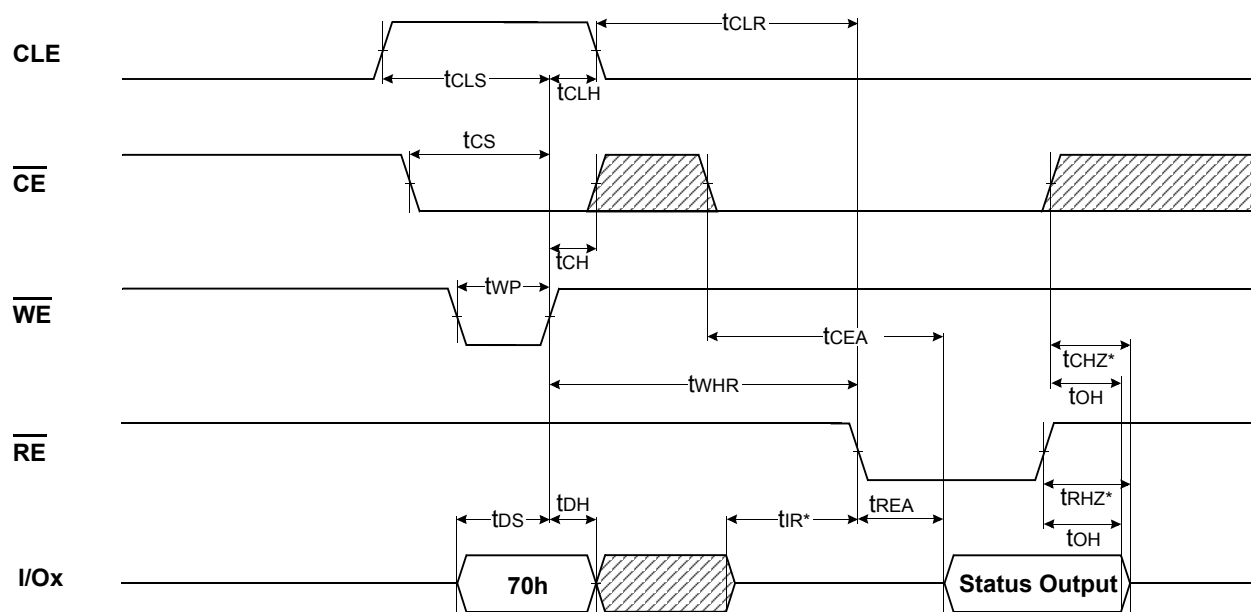 CLE
tCLR
tCLS
tCLH
CE
tCS
tCH
WE
tWP
tCEA
tCHZ*
tWHR
tOH
RE
tRHZ*
tDS
tDH
tIR*
tREA
tOH
I/Ox
70h
Status Output